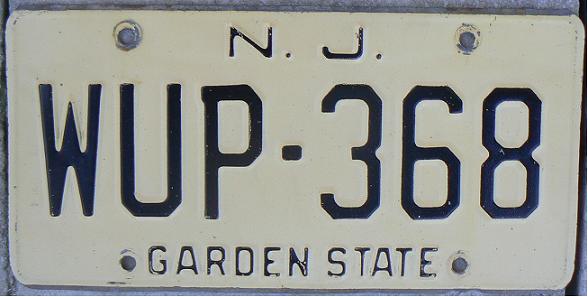 N. J.
WUP-368
GARDEN STATE